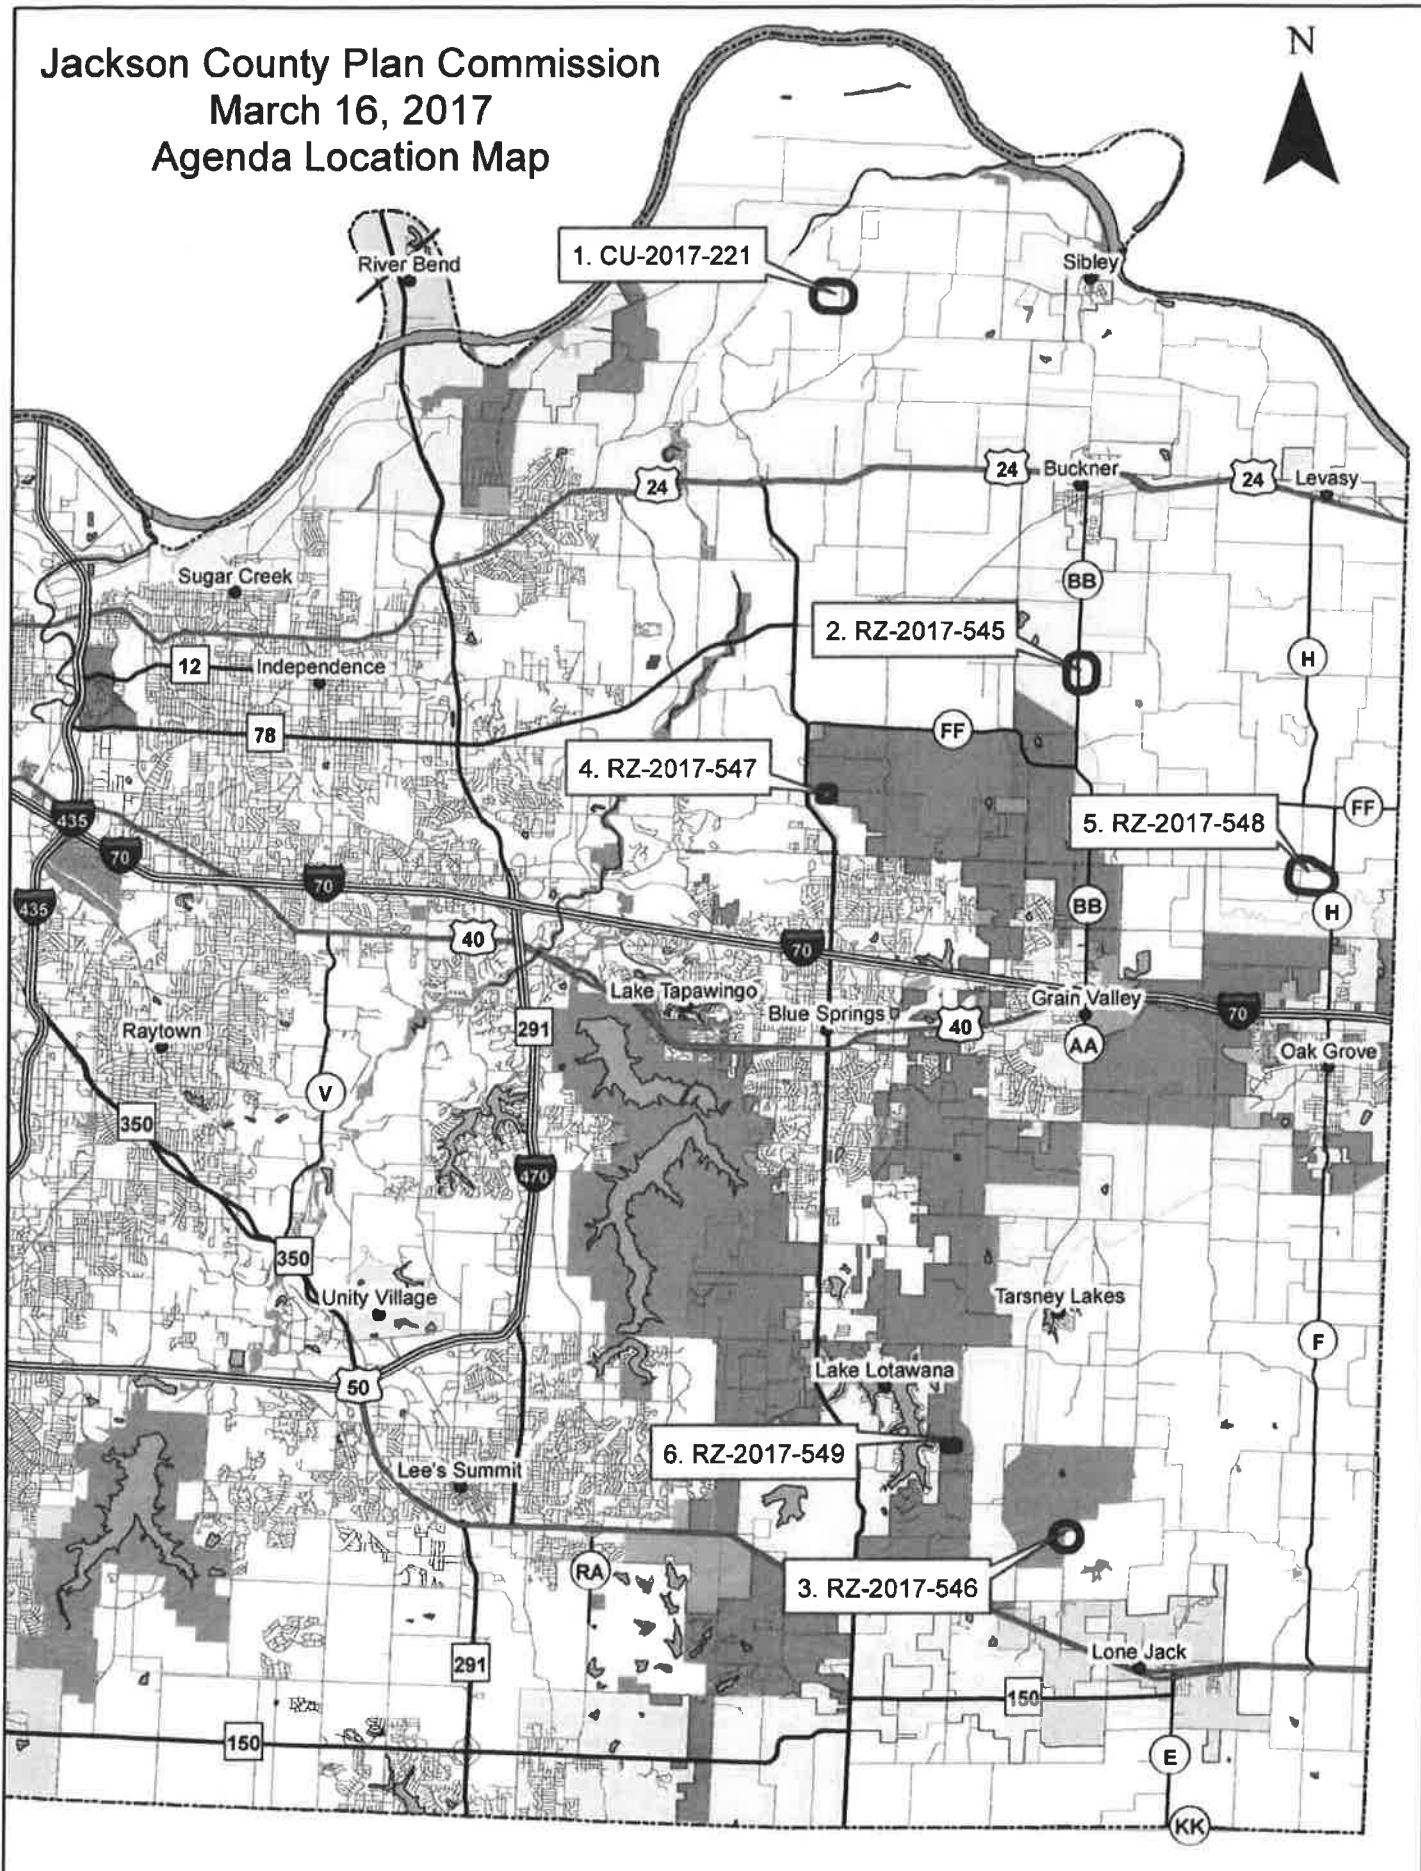 Jackson County Plan Commission
March 16, 2017
Agenda Location Map
N
River Bend
1. CU-2017-221
Sibley
24
24
Buckner
24
Levasy
Sugar Creek
BB
2. RZ-2017-545
12
Independence
H
78
FF
4. RZ-2017-547
FF
435
5. RZ-2017-548
70
70
435
BB
H
40
70
Lake Tapawingo
Grain Valley
Blue Springs
40
70
291
Raytown
AA
Oak Grove
V
350
470
350
Unity Village
Tarsney Lakes
F
Lake Lotawana
50
6. RZ-2017-549
Lee's Summit
RA
3. RZ-2017-546
Lone Jack
291
150
150
E
KK